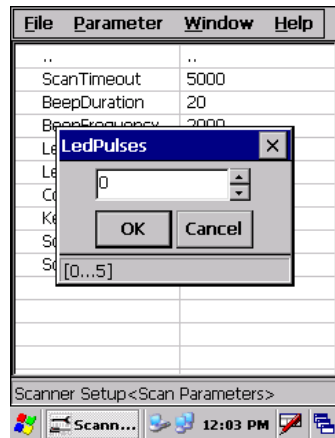 File Parameter Window Help
.. ..
ScanTimeout 5000
BeepDuration 20
BeepFrequency 2000
LedPulses
0
OK Cancel
[0...5]
Scanner Setup<Scan Parameters>
Scann... 12:03 PM